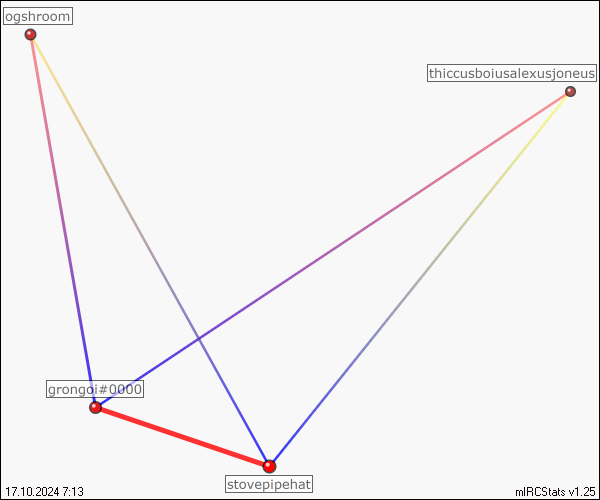 ogshroom
thiccusboiusalexusjoneus
grongoi#0000
stovepipehat
17.10.2024 7:13
mIRCStats v1.25